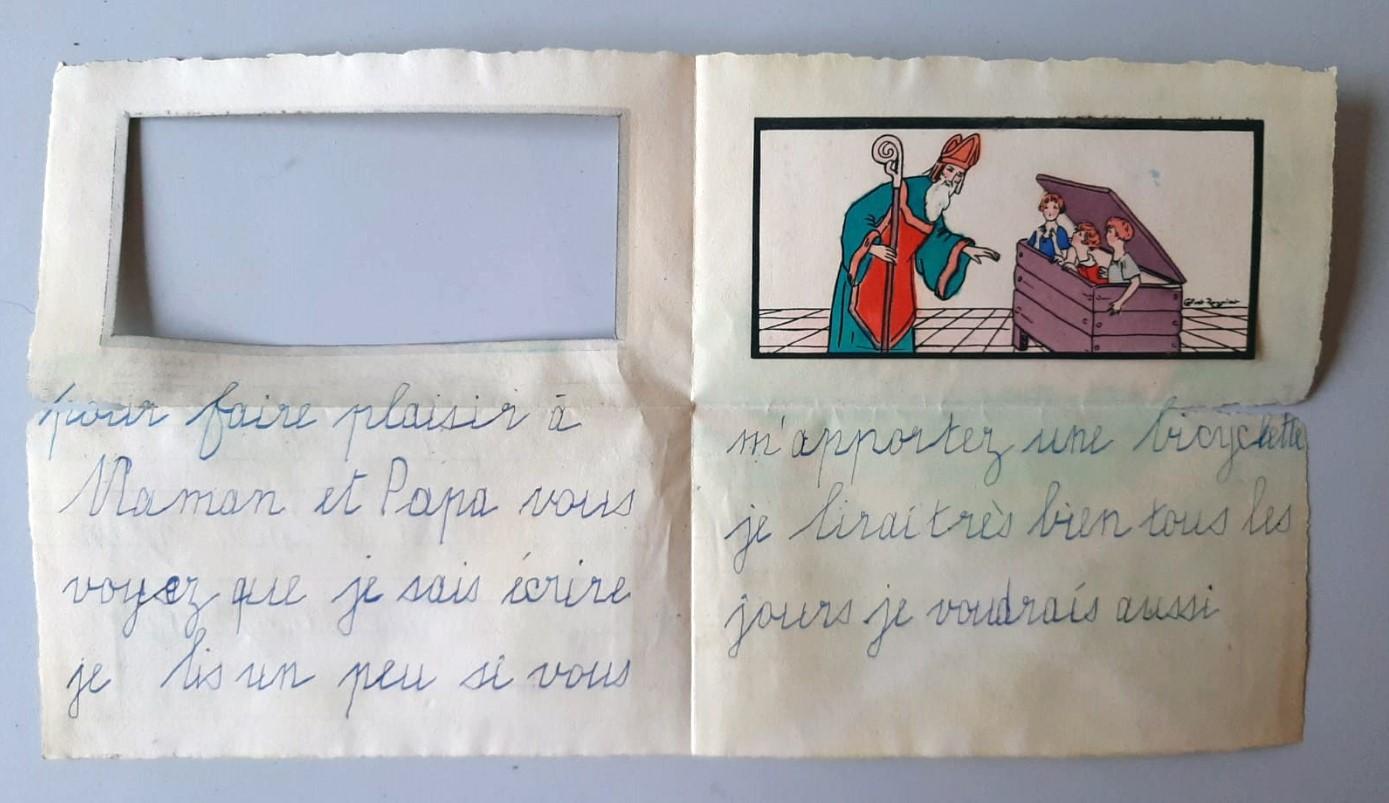 pour faire plaisir à
Maman et Papa vous
voyez que je sais écrire
je lis un peu si vous
m'apportez une bicyclette
je lirai très bien tous les
jours je voudrais aussi